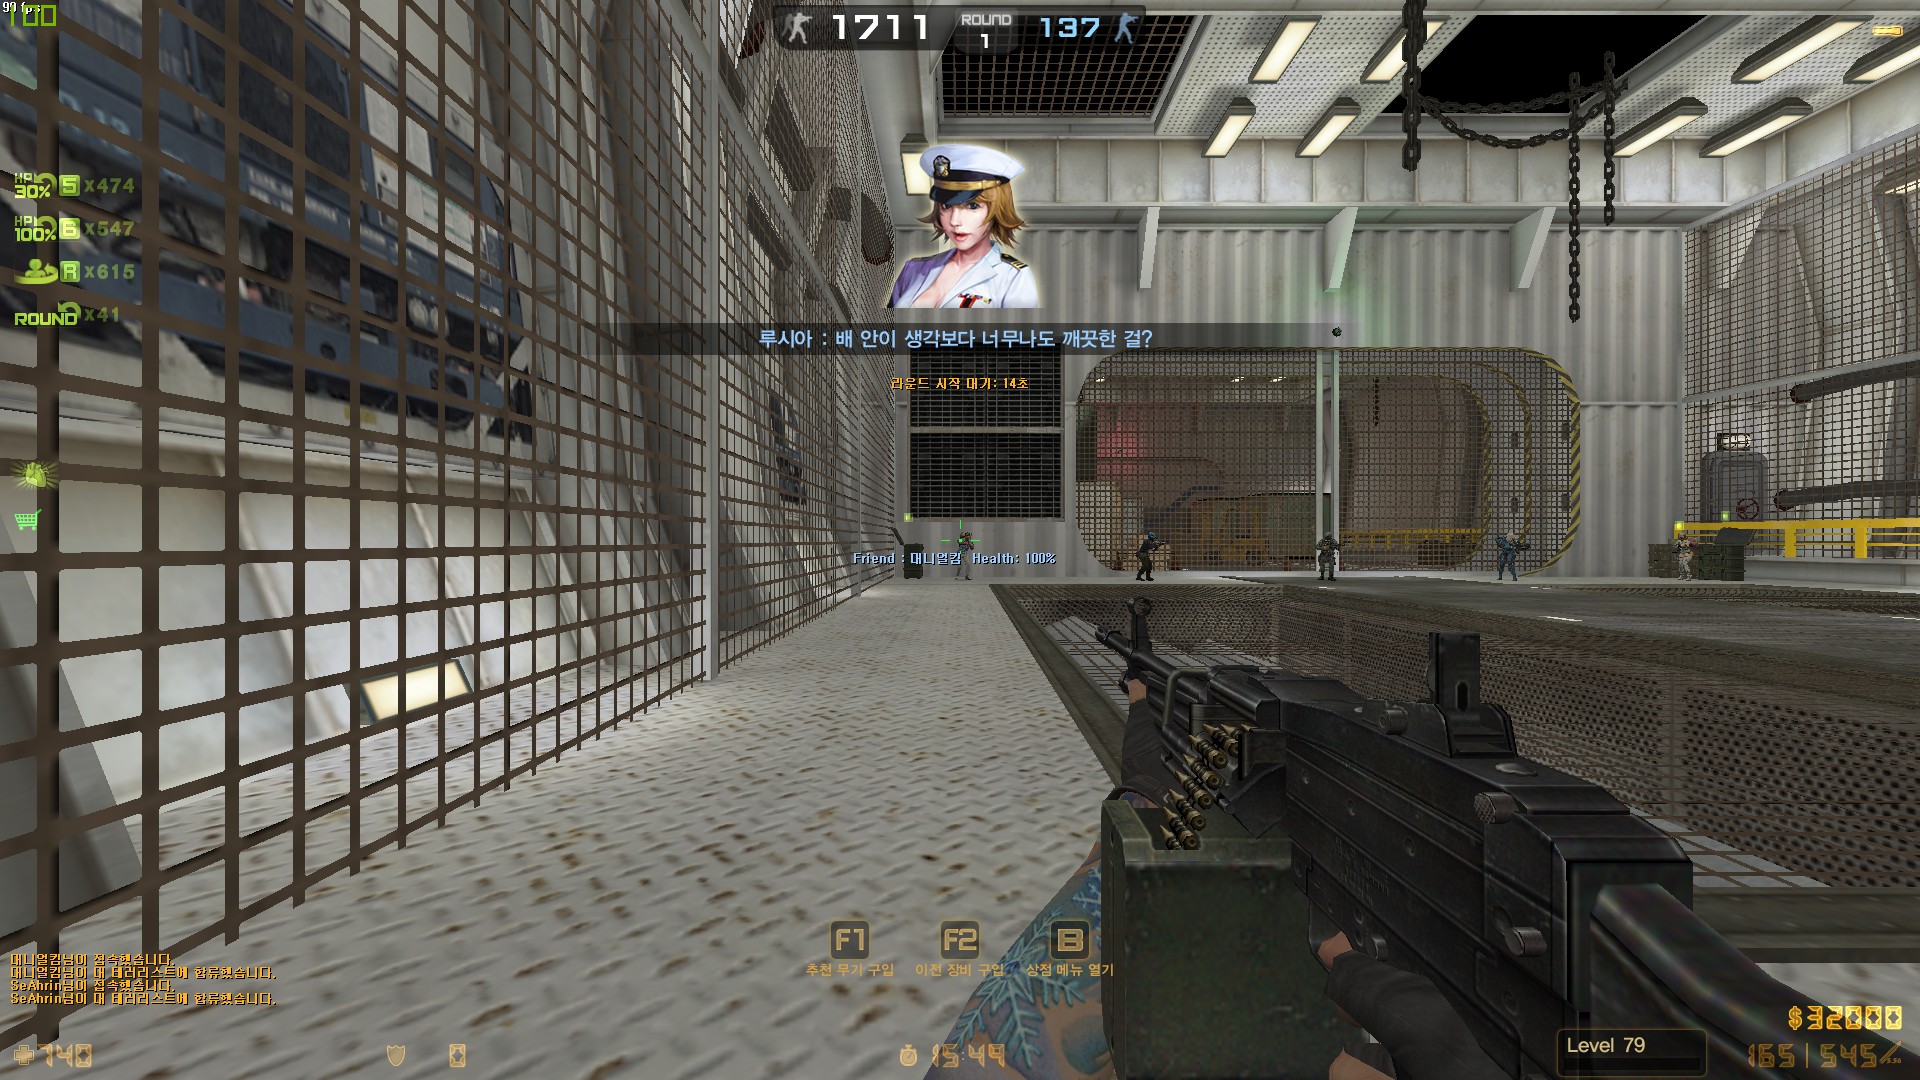 100
1711
ROUND
1
137
HP
30% 5 x474
HP
100% 6 x547
R x615
ROUND x41
루시아 : 배 안이 생각보다 너무나도 깨끗한 걸?
라운드 시작 대기: 14초
Friend : 대니얼킴 Health: 100%
F1 F2 B
추천 무기 구입 이전 장비 구입 상점 메뉴 열기
대니얼킴님이 접속했습니다.
대니얼킴님이 대 테러리스트에 합류했습니다.
SeAhrin님이 접속했습니다.
SeAhrin님이 대 테러리스트에 합류했습니다.
$32000
Level 79
740
0
15:49
165 | 545